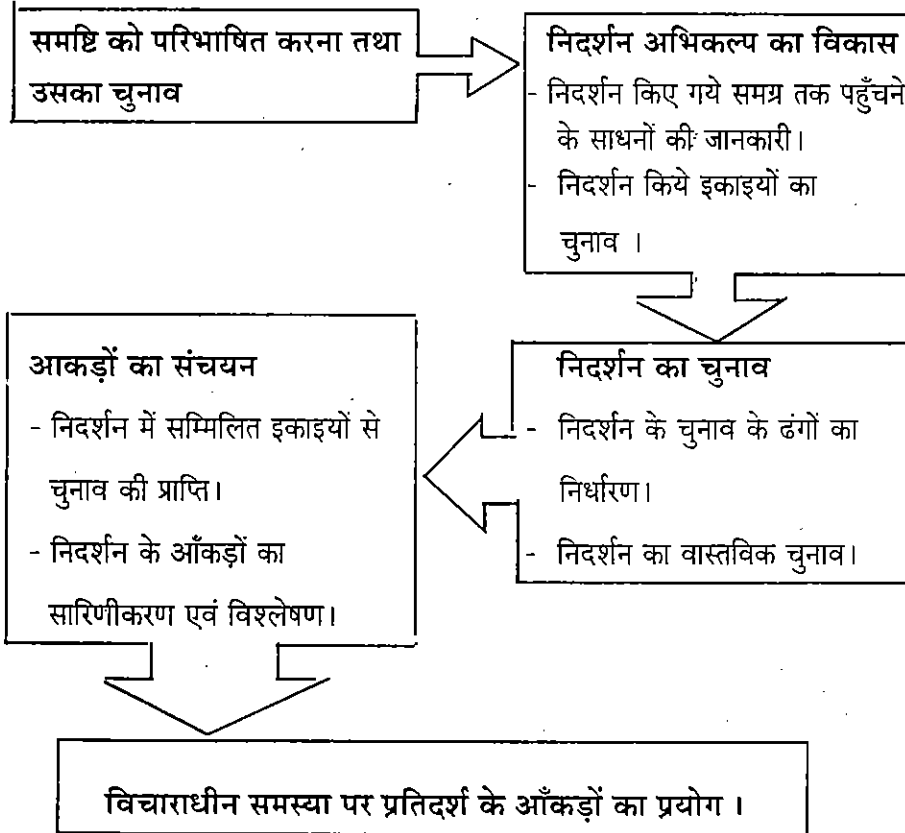 समष्टि को परिभाषित करना तथा
उसका चुनाव
निदर्शन अभिकल्प का विकास
- निदर्शन किए गये समग्र तक पहुँचने
के साधनों की जानकारी।
- निदर्शन किये इकाइयों का
चुनाव ।
निदर्शन का चुनाव
- निदर्शन के चुनाव के ढंगों का
निर्धारण।
- निदर्शन का वास्तविक चुनाव।
आकड़ों का संचयन
- निदर्शन में सम्मिलित इकाइयों से
चुनाव की प्राप्ति।
- निदर्शन के आँकड़ों का
सारिणीकरण एवं विश्लेषण।
विचाराधीन समस्या पर प्रतिदर्श के आँकड़ों का प्रयोग ।